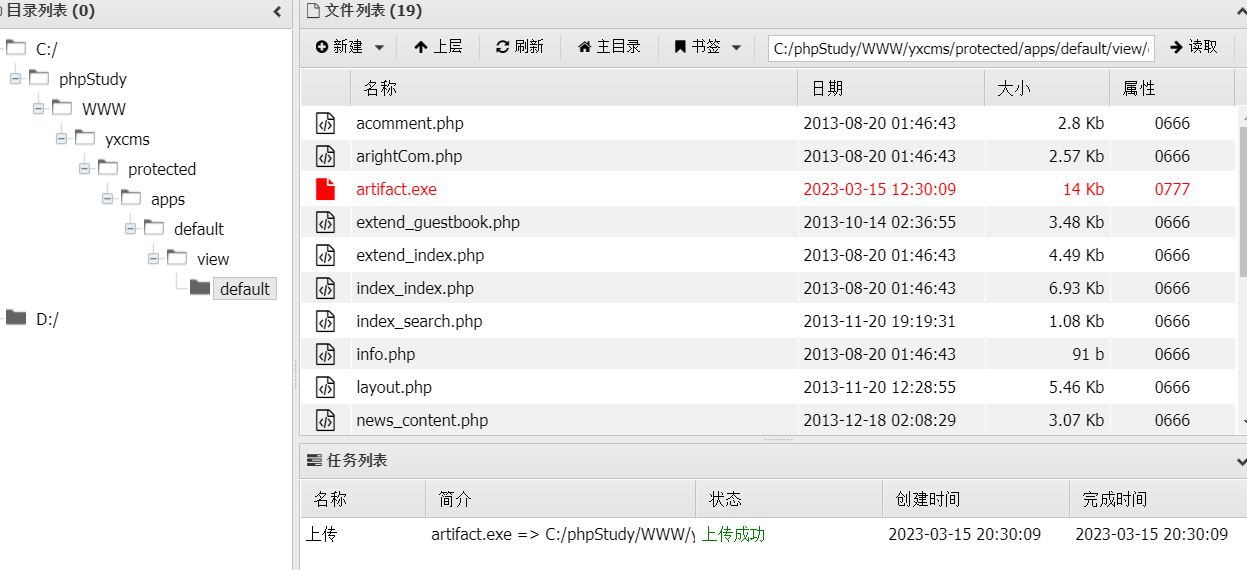 目录列表 (0)
C:/
phpStudy
WWW
yxcms
protected
apps
default
view
default
D:/
文件列表 (19)
新建 上层 刷新 主目录 书签 C:/phpStudy/WWW/yxcms/protected/apps/default/view/ 读取
名称 日期 大小 属性
acomment.php 2013-08-20 01:46:43 2.8 Kb 0666
arightCom.php 2013-08-20 01:46:43 2.57 Kb 0666
artifact.exe 2023-03-15 12:30:09 14 Kb 0777
extend_guestbook.php 2013-10-14 02:36:55 3.48 Kb 0666
extend_index.php 2013-08-20 01:46:43 4.49 Kb 0666
index_index.php 2013-08-20 01:46:43 6.93 Kb 0666
index_search.php 2013-11-20 19:19:31 1.08 Kb 0666
info.php 2013-08-20 01:46:43 91 b 0666
layout.php 2013-11-20 12:28:55 5.46 Kb 0666
news_content.php 2013-12-18 02:08:29 3.07 Kb 0666
任务列表
名称 简介 状态 创建时间 完成时间
上传 artifact.exe => C:/phpStudy/WWW/ 上传成功 2023-03-15 20:30:09 2023-03-15 20:30:09